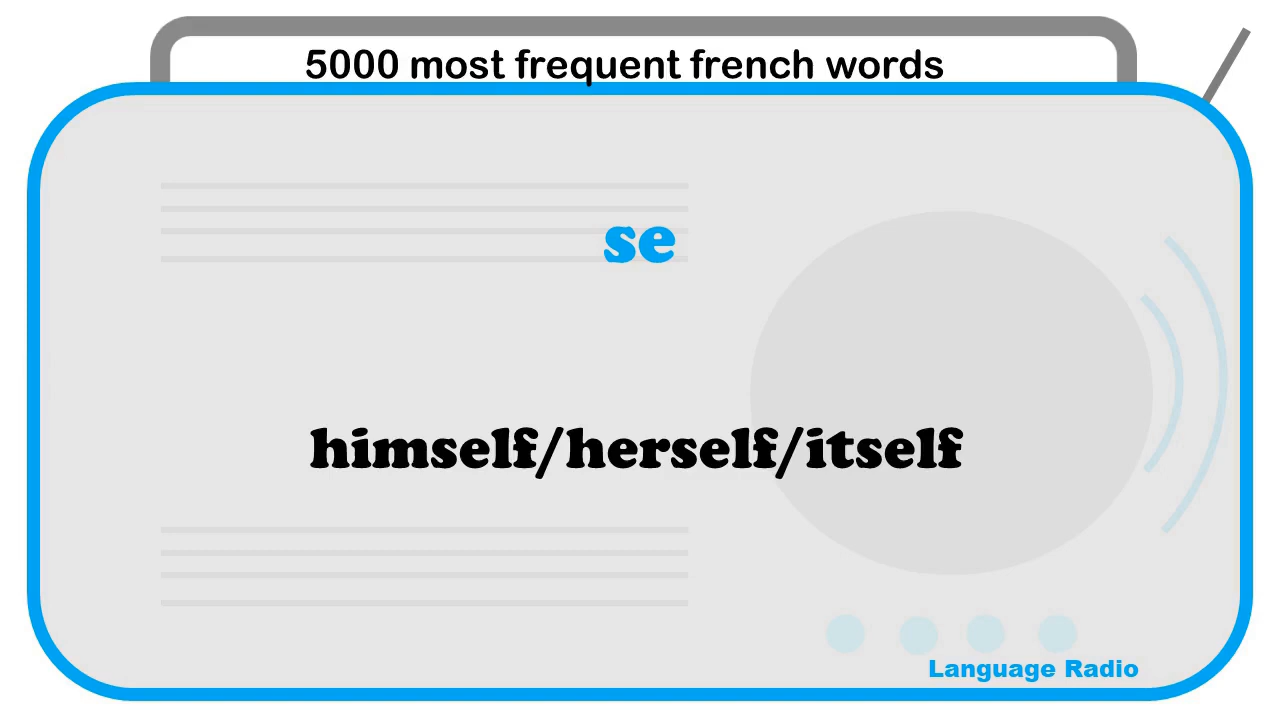 5000 most frequent french words
se
himself/herself/itself
Language Radio